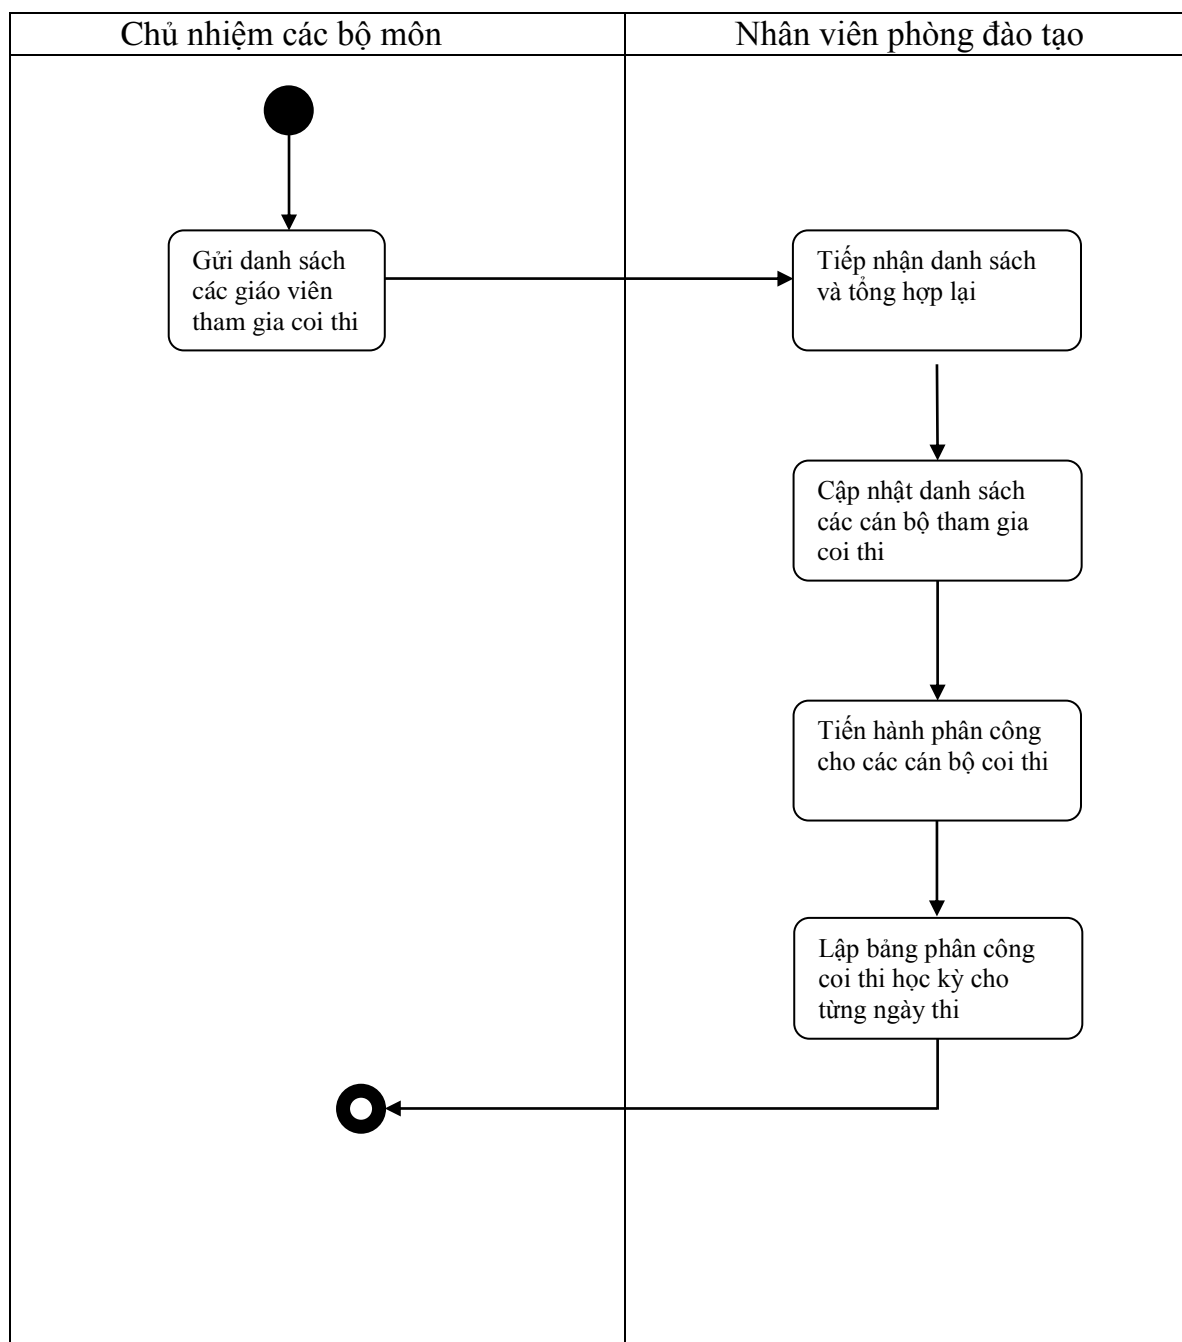 Chủ nhiệm các bộ môn
Nhân viên phòng đào tạo
Gửi danh sách
các giáo viên
tham gia coi thi
Tiếp nhận danh sách
và tổng hợp lại
Cập nhật danh sách
các cán bộ tham gia
coi thi
Tiến hành phân công
cho các cán bộ coi thi
Lập bảng phân công
coi thi học kỳ cho
từng ngày thi